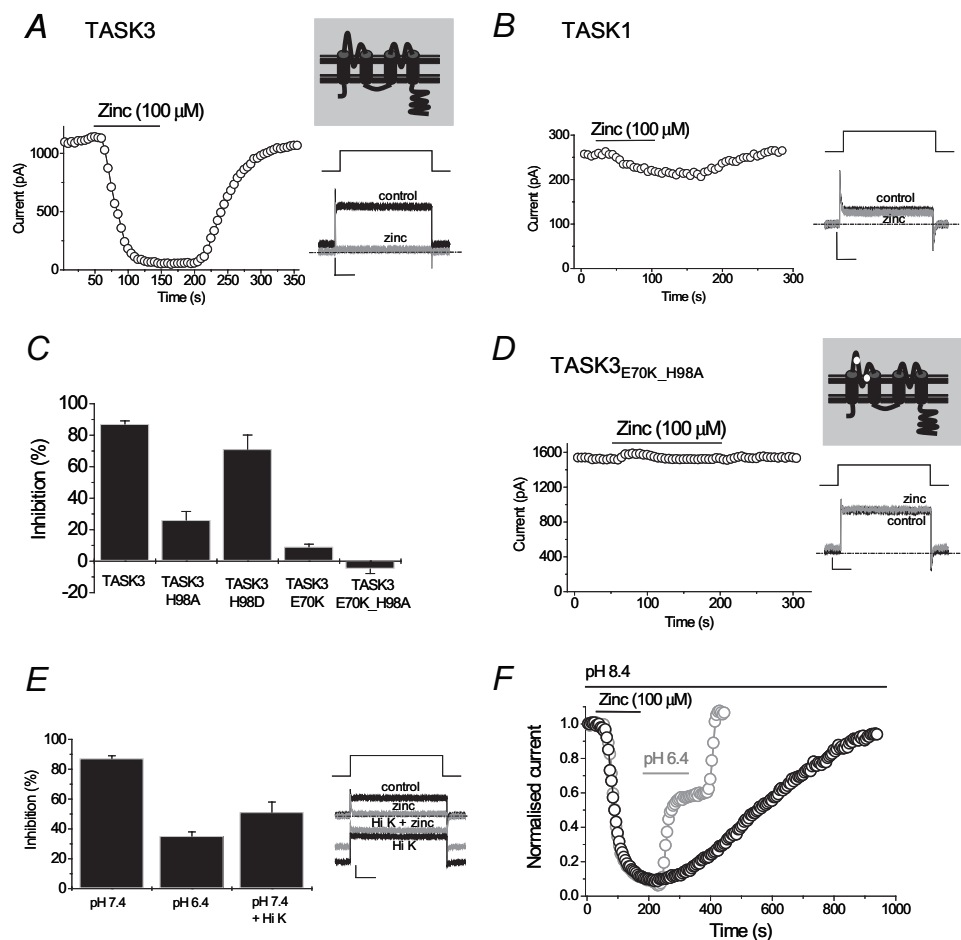 A TASK3
Zinc (100 µM)
Current (pA)
1000
500
0
50 100 150 200 250 300 350
Time (s)
control
zinc
B TASK1
Zinc (100 µM)
Current (pA)
300
200
100
0
0 100 200 300
Time (s)
control
zinc
C
Inhibition (%)
100
80
60
40
20
0
-20
TASK3
TASK3 H98A
TASK3 H98D
TASK3 E70K
TASK3 E70K_H98A
D TASK3E70K_H98A
Zinc (100 µM)
Current (pA)
1600
1200
800
400
0
0 100 200 300
Time (s)
zinc
control
E
Inhibition (%)
100
80
60
40
20
0
pH 7.4
pH 6.4
pH 7.4 + Hi K
control
zinc
Hi K + zinc
Hi K
F
pH 8.4
Zinc (100 µM)
pH 6.4
Normalised current
1.0
0.8
0.6
0.4
0.2
0.0
0 200 400 600 800 1000
Time (s)